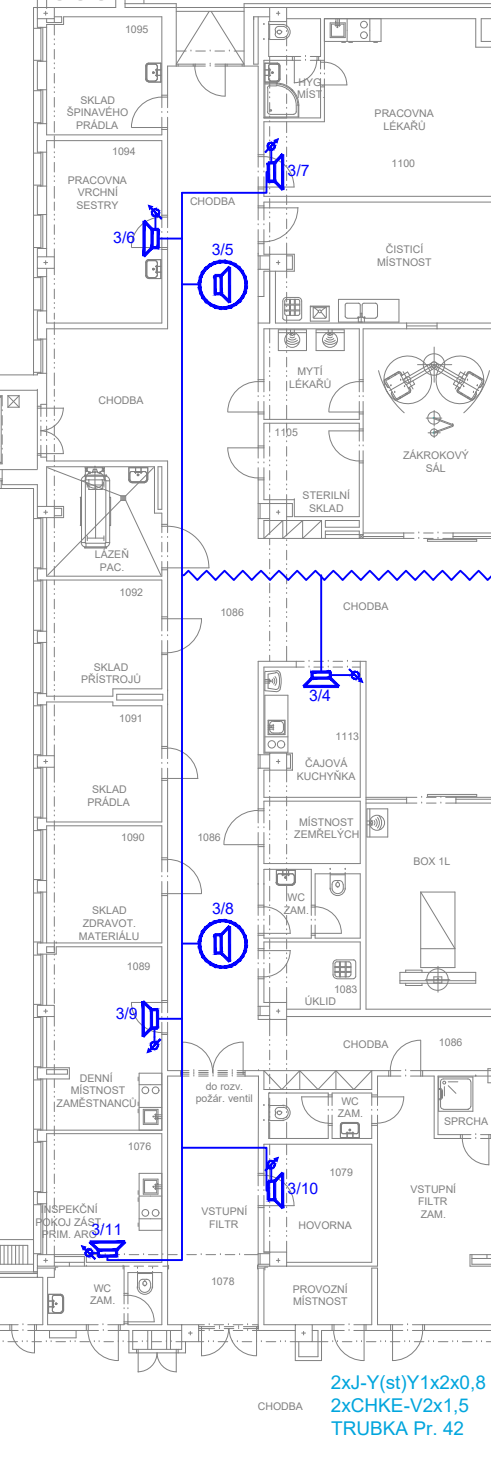 1095
HYG.
MÍST.
SKLAD
ŠPINAVÉHO
PRÁDLA
PRACOVNA
LÉKAŘŮ
1094
1100
3/7
PRACOVNA
VRCHNÍ
SESTRY
CHODBA
3/6
3/5
ČISTICÍ
MÍSTNOST
MYTÍ
LÉKAŘŮ
CHODBA
1105
ZÁKROKOVÝ
SÁL
STERILNÍ
SKLAD
LÁZEŇ
PAC.
1092
1086
CHODBA
SKLAD
PŘÍSTROJŮ
3/4
1091
1113
ČAJOVÁ
KUCHYŇKA
SKLAD
PRÁDLA
MÍSTNOST
ZEMŘELÝCH
1090
1086
BOX 1L
WC
ZAM.
SKLAD
ZDRAVOT.
MATERIÁLU
3/8
1089
1083
ÚKLID
3/9
CHODBA
1086
DENNÍ
MÍSTNOST
ZAMĚSTNANCŮ
do rozv.
požár. ventil
WC
ZAM.
SPRCHA
1076
1079
3/10
VSTUPNÍ
FILTR
ZAM.
INSPEKČNÍ
POKOJ ZÁST.
PRIM. ARO
VSTUPNÍ
FILTR
HOVORNA
3/11
1078
WC
ZAM.
PROVOZNÍ
MÍSTNOST
CHODBA
2xJ-Y(st)Y1x2x0,8
2xCHKE-V2x1,5
TRUBKA Pr. 42